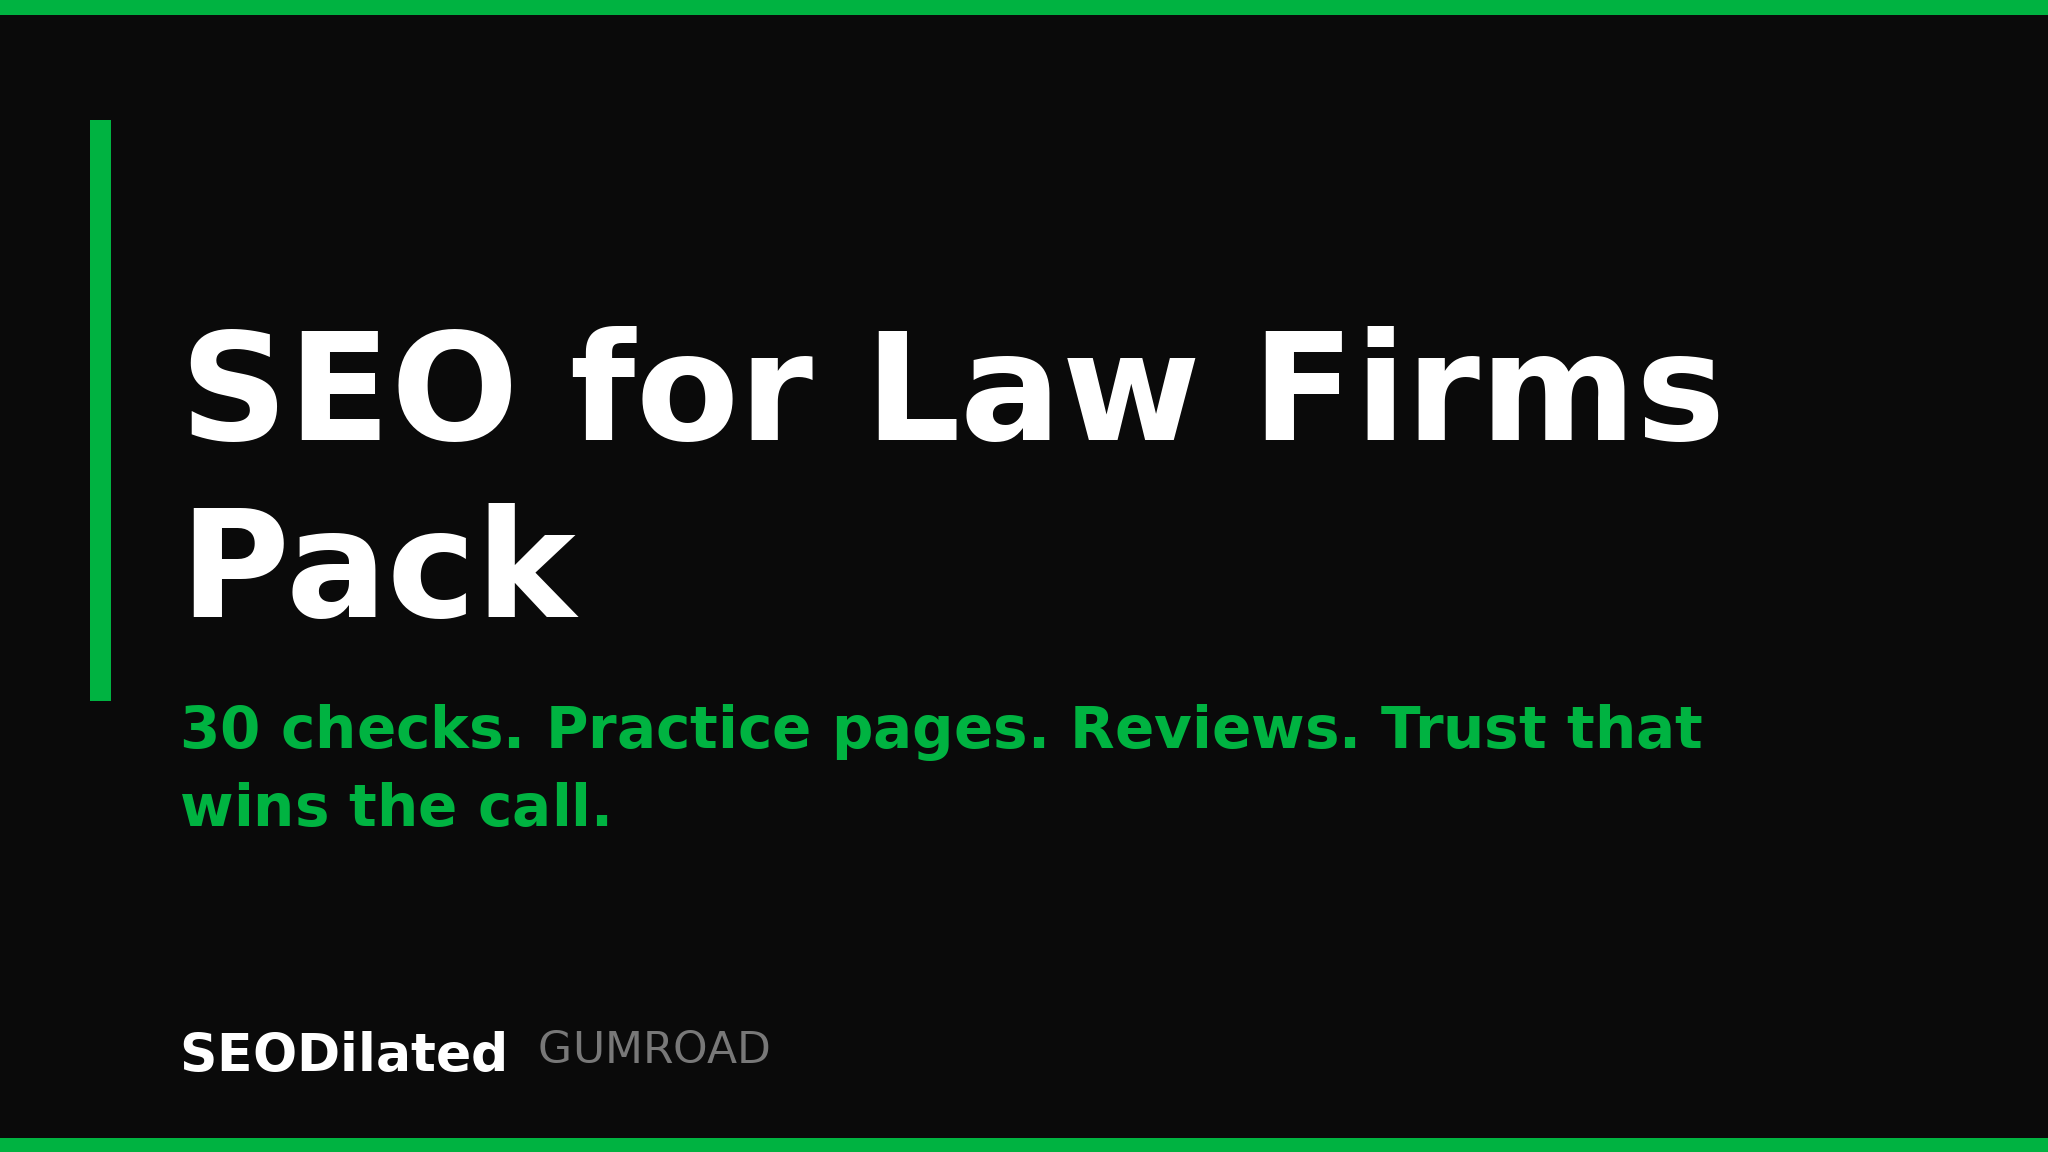 SEO for Law Firms
Pack
30 checks. Practice pages. Reviews. Trust that
wins the call.
SEODilated GUMROAD